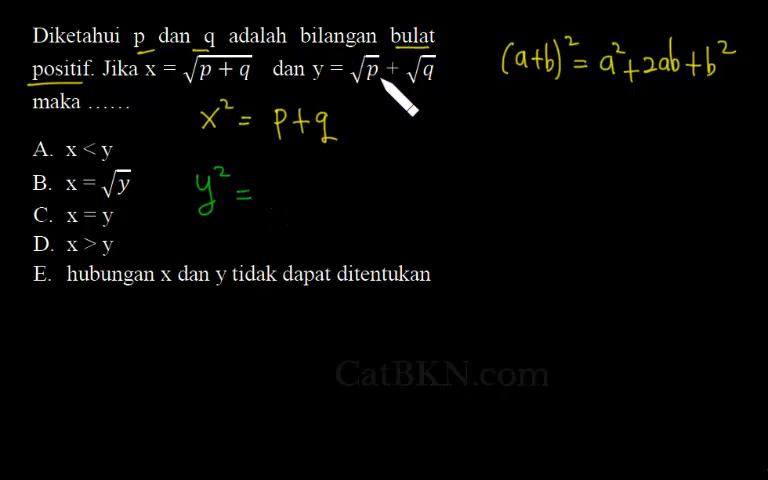 Diketahui p dan q adalah bilangan bulat
positif. Jika x = √p + q dan y = √p + √q
maka ......
A. x < y
B. x = √y
C. x = y
D. x > y
E. hubungan x dan y tidak dapat ditentukan
(a+b)² = a² + 2ab + b²
x² = p + q
y² =
CatBKN.com